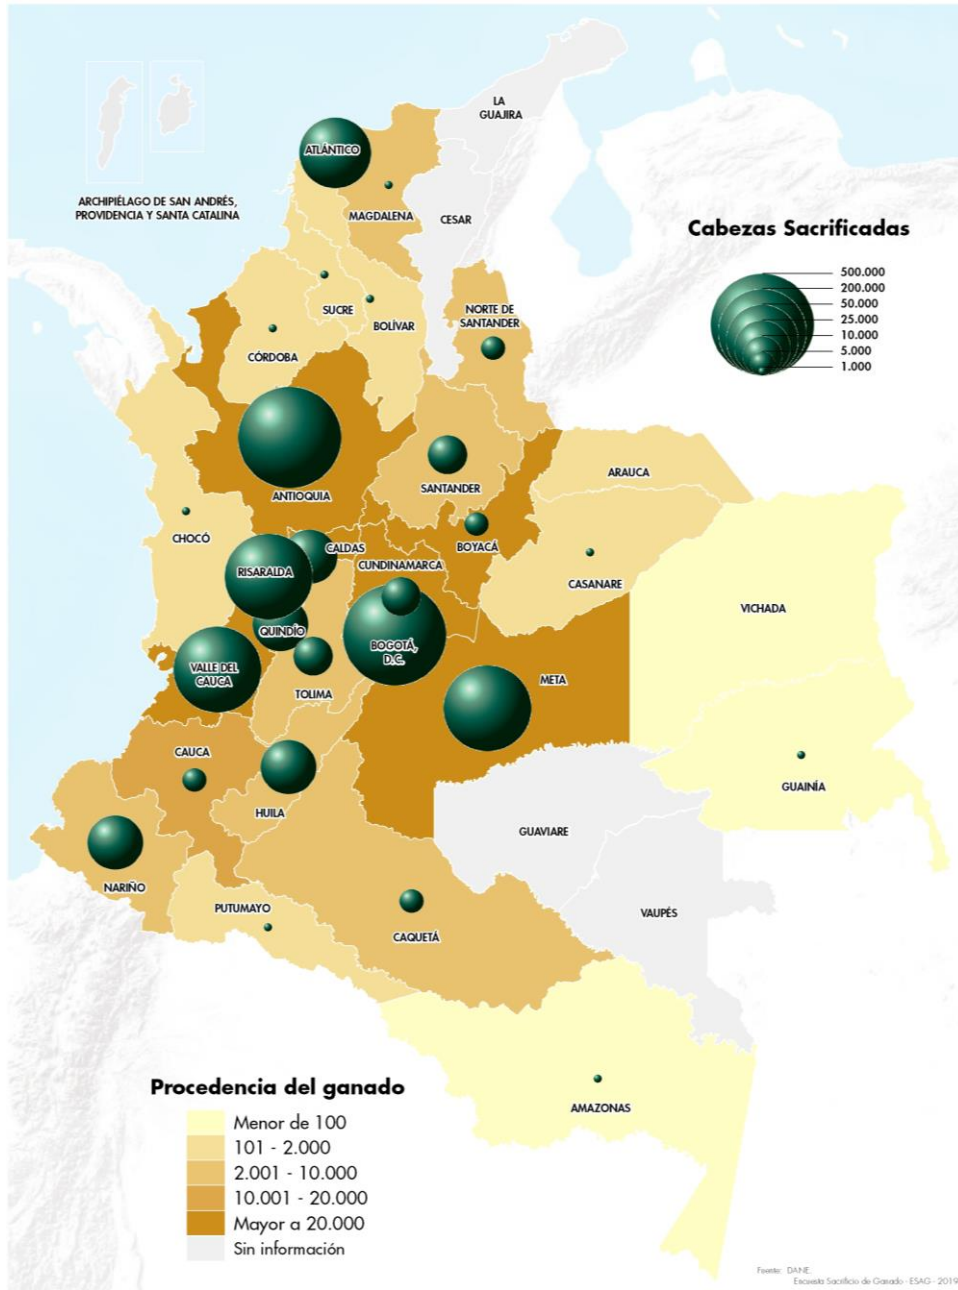 LA
GUAJIRA
ATLÁNTICO
ARCHIPIÉLAGO DE SAN ANDRÉS,
PROVIDENCIA Y SANTA CATALINA
MAGDALENA
CESAR
Cabezas Sacrificadas
500.000
200.000
50.000
25.000
10.000
5.000
1.000
SUCRE
BOLÍVAR
NORTE DE
SANTANDER
CÓRDOBA
ARAUCA
SANTANDER
ANTIOQUIA
CHOCÓ
CALDAS
BOYACÁ
CUNDINAMARCA
RISARALDA
CASANARE
VICHADA
QUINDÍO
BOGOTÁ,
D.C.
VALLE DEL
CAUCA
META
TOLIMA
CAUCA
GUAINÍA
HUILA
GUAVIARE
NARIÑO
PUTUMAYO
VAUPÉS
CAQUETÁ
AMAZONAS
Procedencia del ganado
Menor de 100
101 - 2.000
2.001 - 10.000
10.001 - 20.000
Mayor a 20.000
Sin información
Fuente: DANE.
Encuesta Sacrificio de Ganado - ESAG - 2019